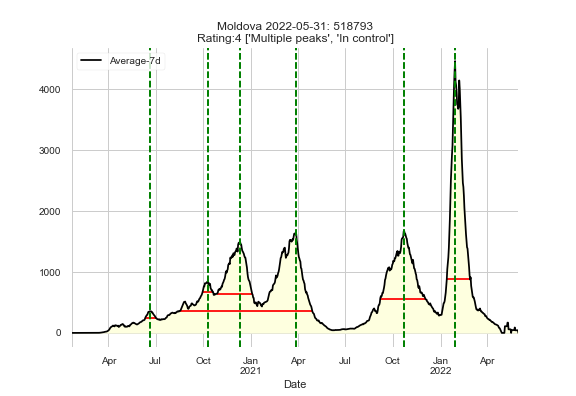 Moldova 2022-05-31: 518793
Rating:4 ['Multiple peaks', 'In control']
Average-7d
4000
3000
2000
1000
0
Apr Jul Oct Jan Apr Jul Oct Jan Apr
2021 2022
Date